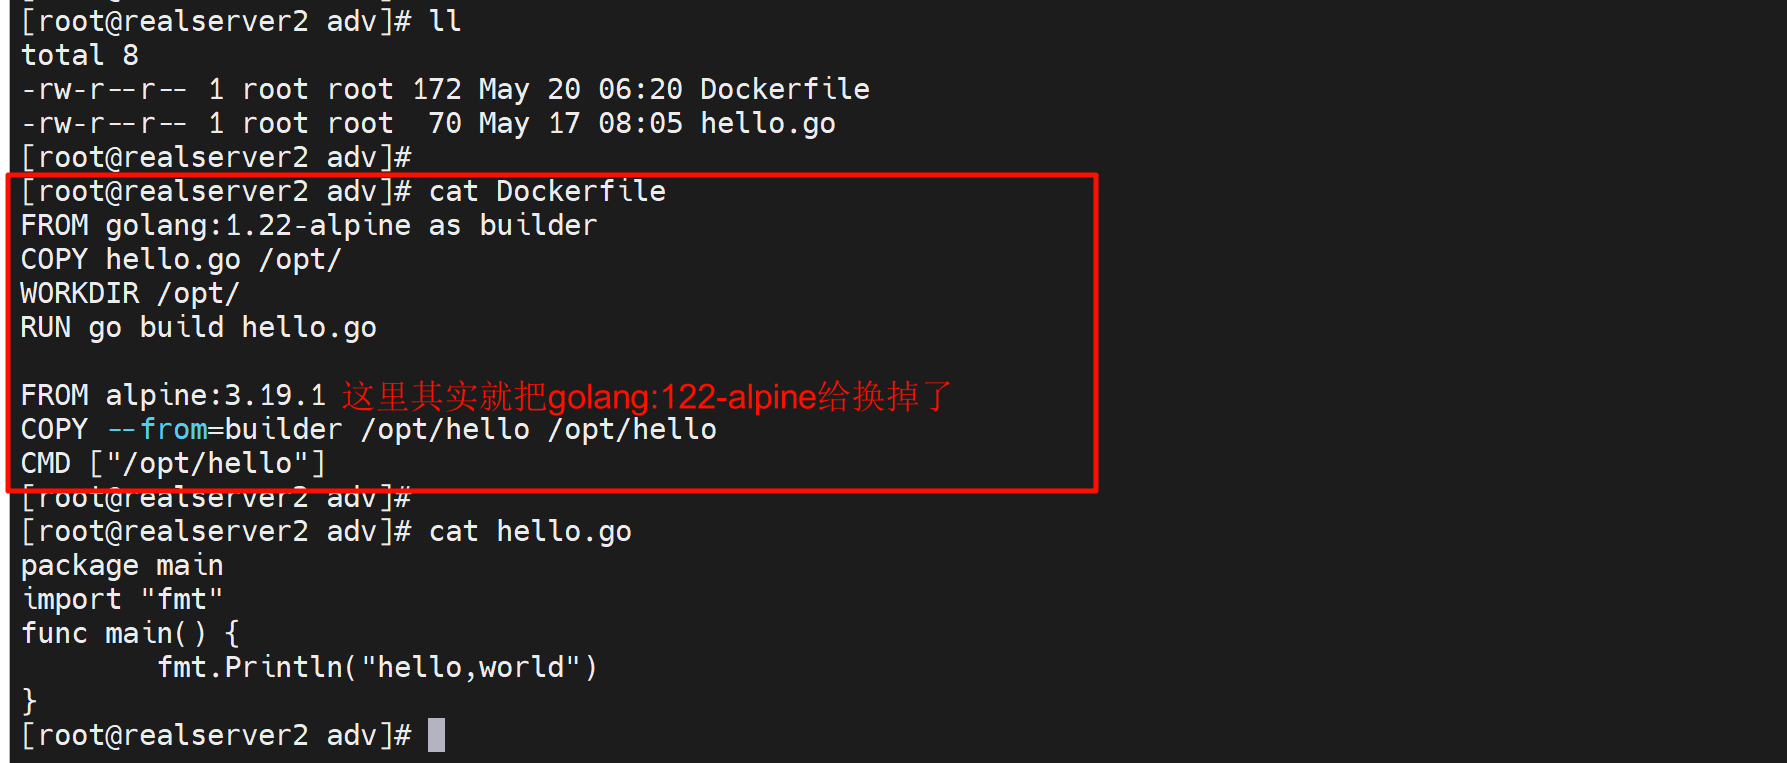 [root@realserver2 adv]# ll
total 8
-rw-r--r-- 1 root root 172 May 20 06:20 Dockerfile
-rw-r--r-- 1 root root  70 May 17 08:05 hello.go
[root@realserver2 adv]#
[root@realserver2 adv]# cat Dockerfile
FROM golang:1.22-alpine as builder
COPY hello.go /opt/
WORKDIR /opt/
RUN go build hello.go
FROM alpine:3.19.1 这里其实就把golang:122-alpine给换掉了
COPY --from=builder /opt/hello /opt/hello
CMD ["/opt/hello"]
[root@realserver2 adv]#
[root@realserver2 adv]# cat hello.go
package main
import "fmt"
func main() {
        fmt.Println("hello,world")
}
[root@realserver2 adv]#